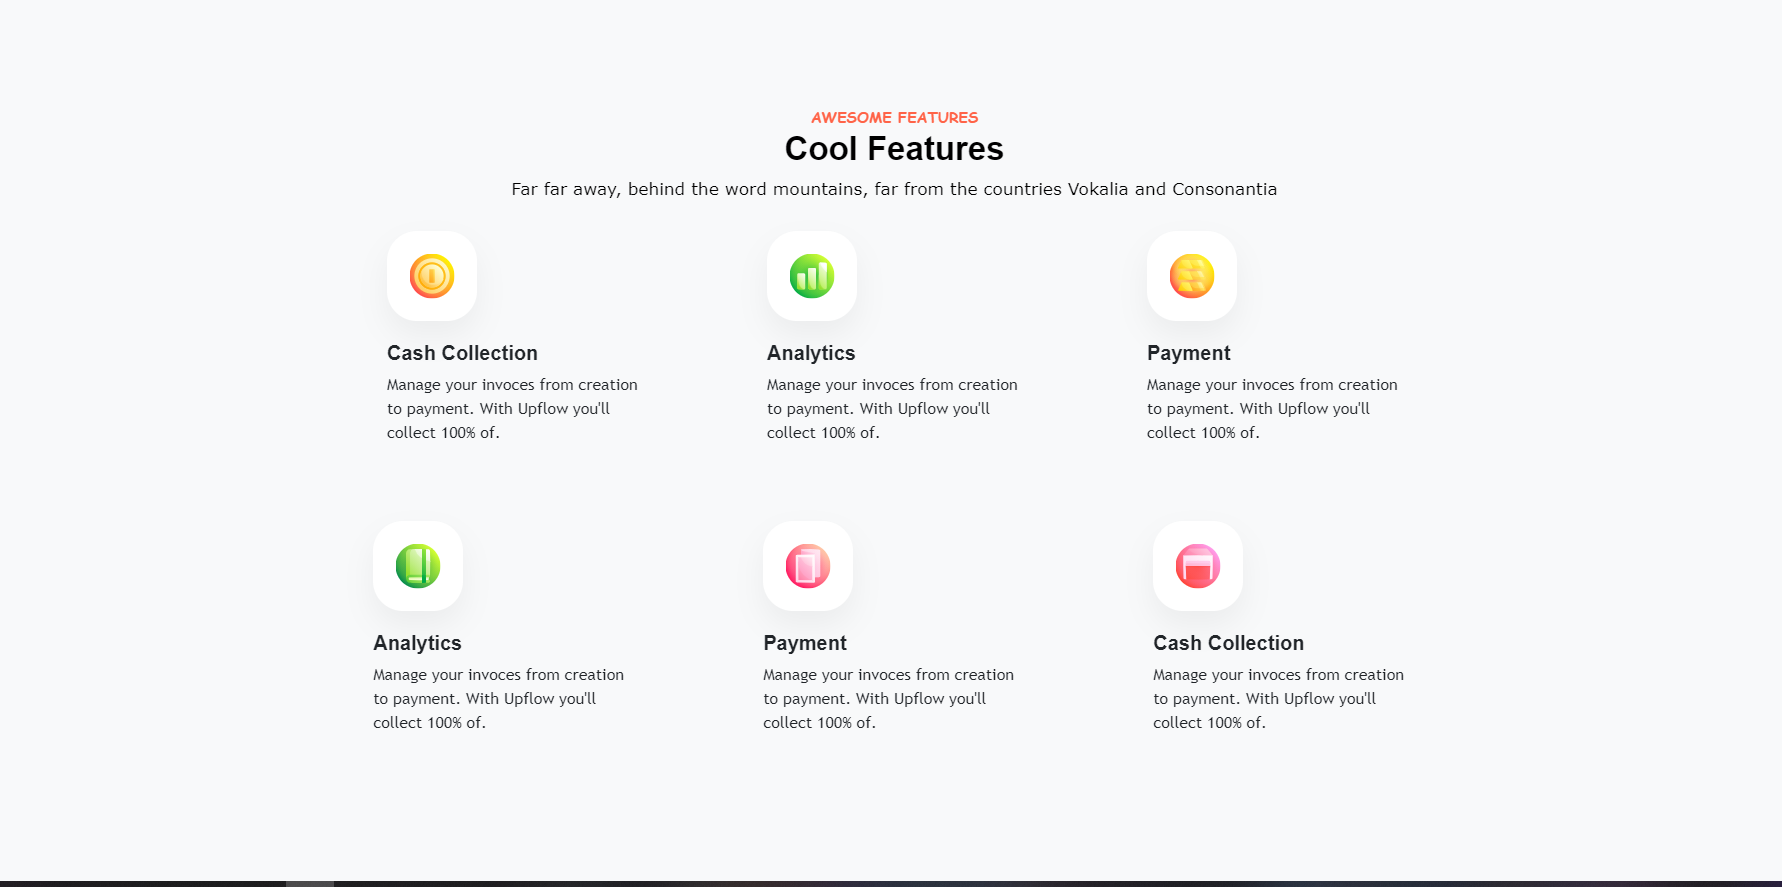 AWESOME FEATURES
Cool Features
Far far away, behind the word mountains, far from the countries Vokalia and Consonantia
Cash Collection
Manage your invoces from creation
to payment. With Upflow you'll
collect 100% of.
Analytics
Manage your invoces from creation
to payment. With Upflow you'll
collect 100% of.
Payment
Manage your invoces from creation
to payment. With Upflow you'll
collect 100% of.
Analytics
Manage your invoces from creation
to payment. With Upflow you'll
collect 100% of.
Payment
Manage your invoces from creation
to payment. With Upflow you'll
collect 100% of.
Cash Collection
Manage your invoces from creation
to payment. With Upflow you'll
collect 100% of.